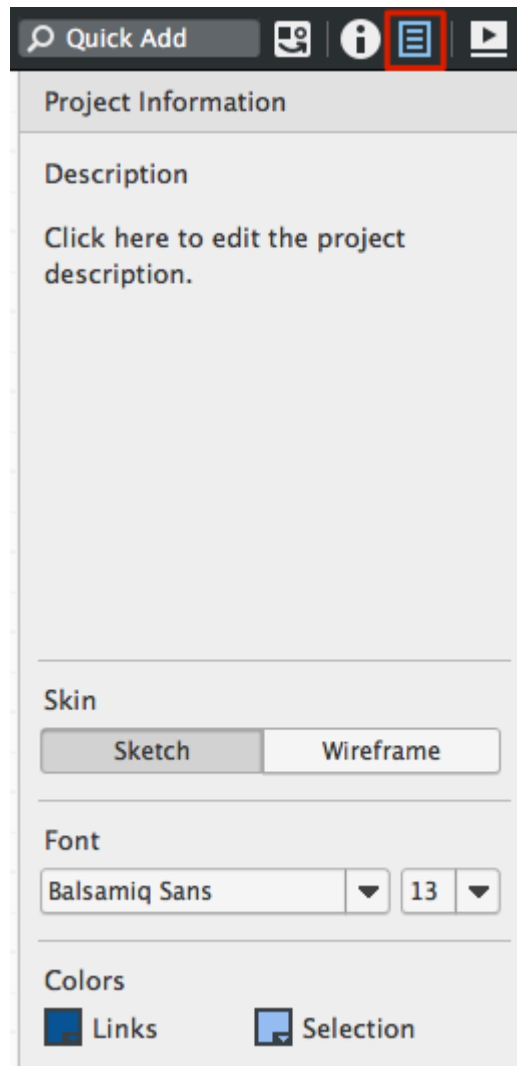 Quick Add
Project Information
Description
Click here to edit the project
description.
Skin
Sketch Wireframe
Font
Balsamiq Sans 13
Colors
Links Selection